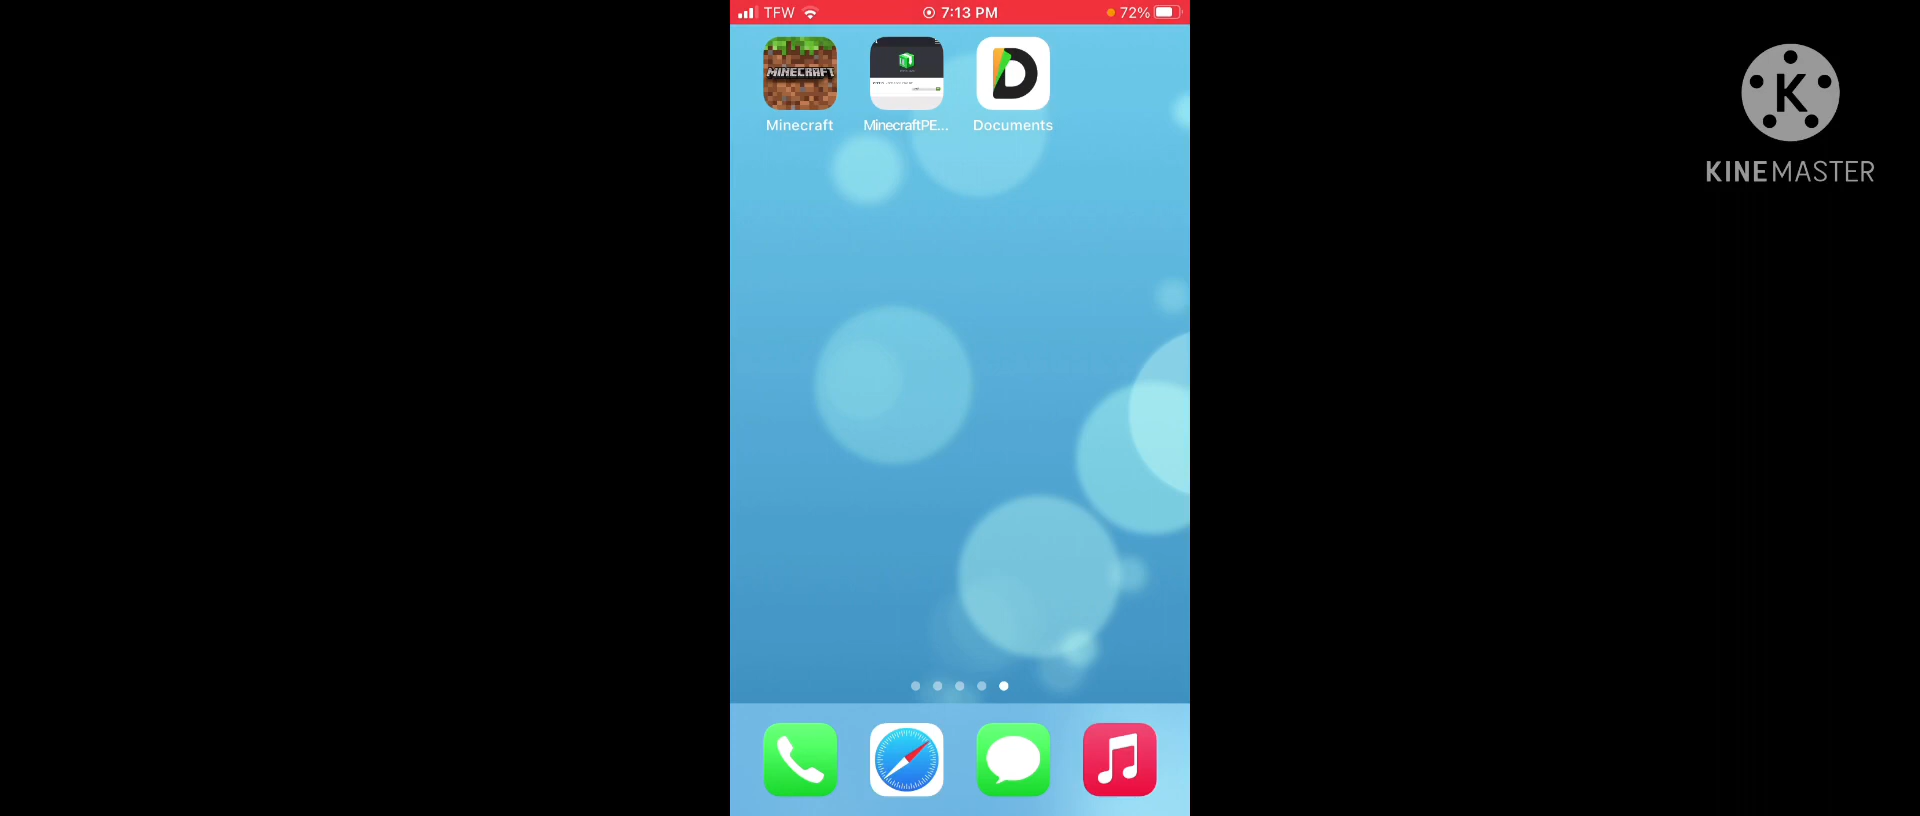 TFW 7:13 PM 72%
MINECRAFT
Minecraft MinecraftPE... Documents
K
KINEMASTER